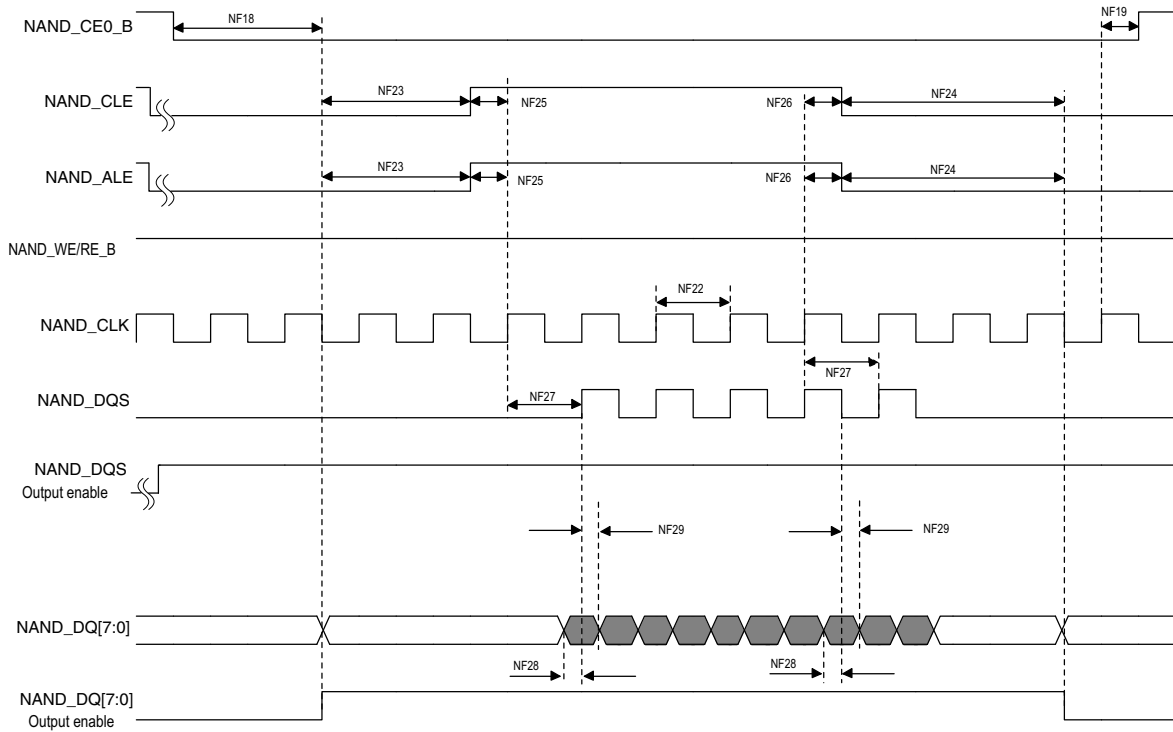 NAND_CE0_B
NF18
NF19
NAND_CLE
NF23
NF25
NF26
NF24
NAND_ALE
NF23
NF25
NF26
NF24
NAND_WE/RE_B
NF22
NAND_CLK
NF27
NAND_DQS
NF27
NAND_DQS
Output enable
NF29
NF29
NAND_DQ[7:0]
NF28
NF28
NAND_DQ[7:0]
Output enable